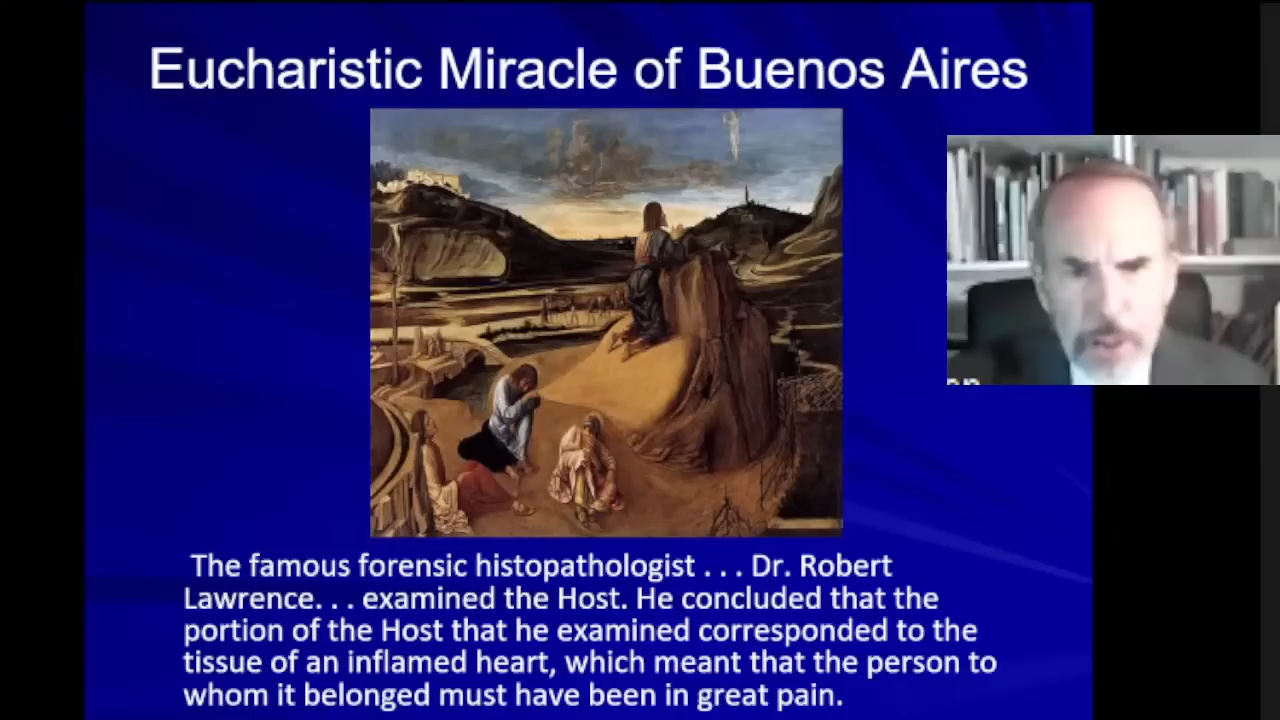 Eucharistic Miracle of Buenos Aires
The famous forensic histopathologist . . . Dr. Robert
Lawrence. . . examined the Host. He concluded that the
portion of the Host that he examined corresponded to the
tissue of an inflamed heart, which meant that the person to
whom it belonged must have been in great pain.